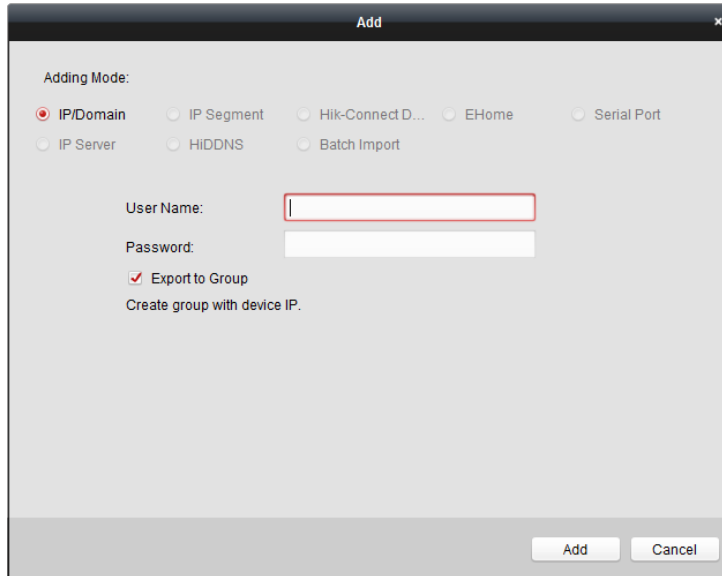 Add
Adding Mode:
IP/Domain IP Segment Hik-Connect D... EHome Serial Port
IP Server HiDDNS Batch Import
User Name:
Password:
Export to Group
Create group with device IP.
Add Cancel